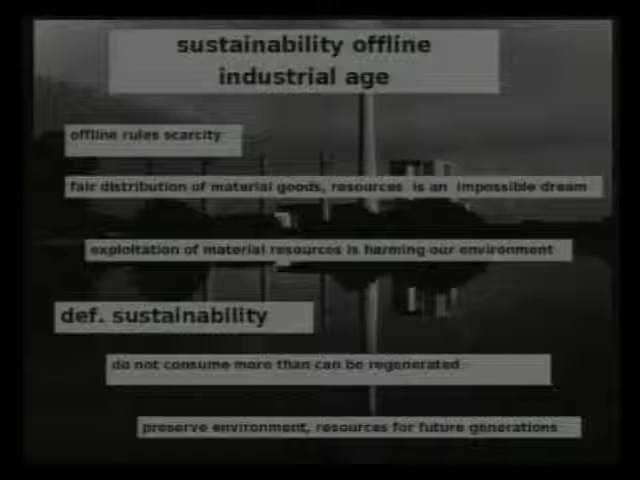 sustainability offline
industrial age
offline rules scarcity
fair distribution of material goods, resources is an impossible dream
exploitation of material resources is harming our environment
def. sustainability
do not consume more than can be regenerated
preserve environment, resources for future generations